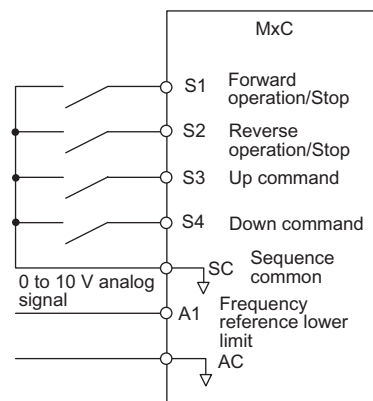 MxC
S1 Forward
operation/Stop
S2 Reverse
operation/Stop
S3 Up command
S4 Down command
SC Sequence
common
0 to 10 V analog
signal
A1 Frequency
reference lower
limit
AC